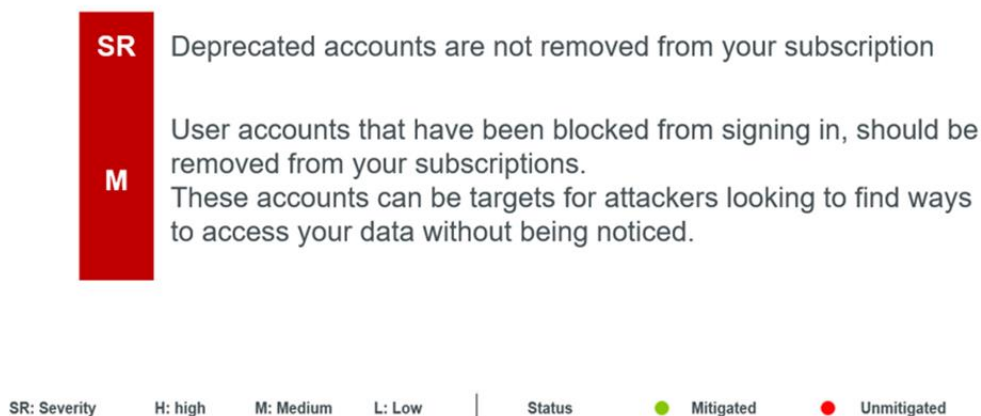 SR Deprecated accounts are not removed from your subscription
User accounts that have been blocked from signing in, should be
removed from your subscriptions.
M
These accounts can be targets for attackers looking to find ways
to access your data without being noticed.
SR: Severity H: high M: Medium L: Low Status Mitigated Unmitigated